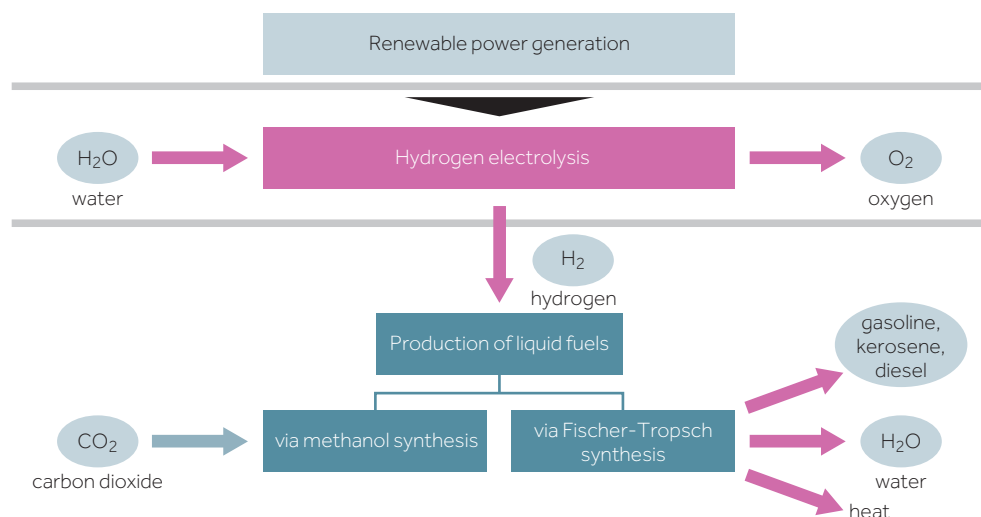 Renewable power generation
H₂O
water
Hydrogen electrolysis
O₂
oxygen
H₂
hydrogen
Production of liquid fuels
gasoline,
kerosene,
diesel
CO₂
carbon dioxide
via methanol synthesis
via Fischer-Tropsch
synthesis
H₂O
water
heat